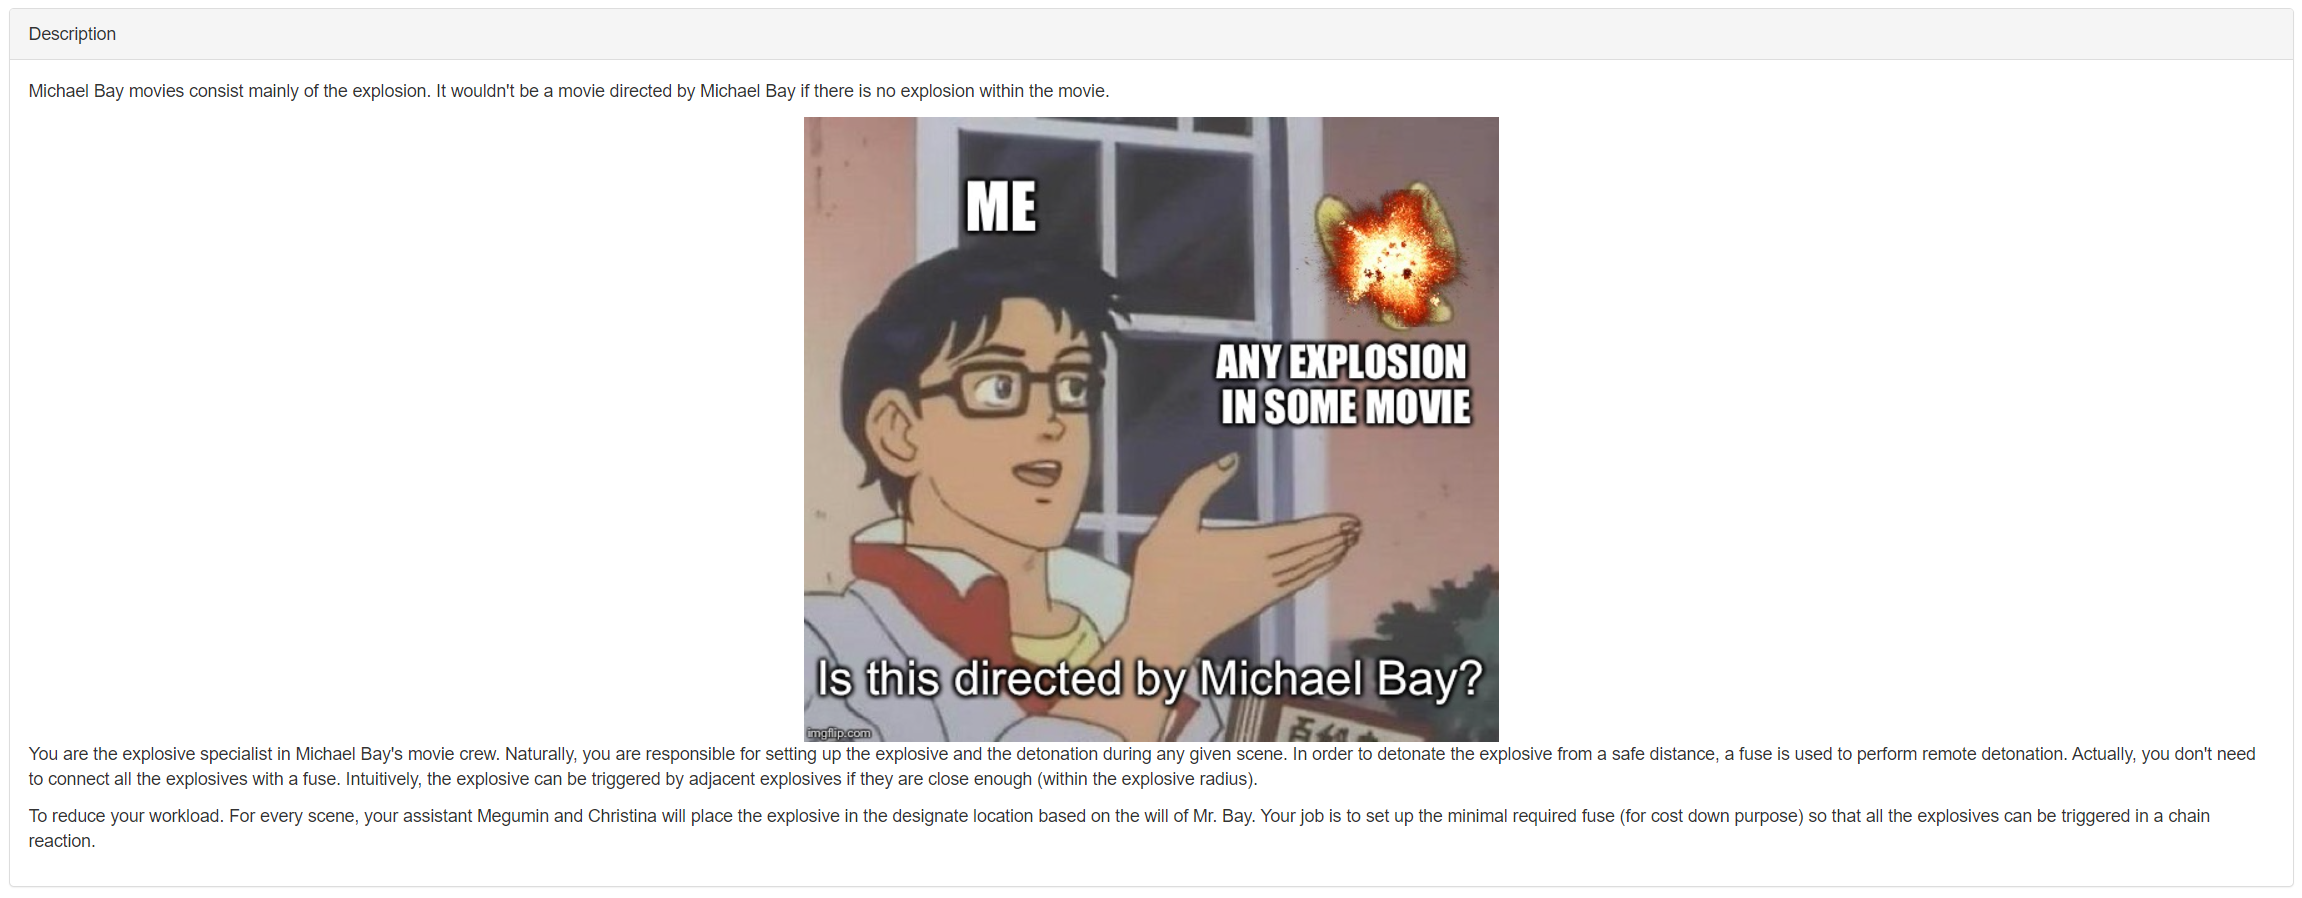 Description
Michael Bay movies consist mainly of the explosion. It wouldn't be a movie directed by Michael Bay if there is no explosion within the movie.
ME
ANY EXPLOSION
IN SOME MOVIE
Is this directed by Michael Bay?
imgflip.com
You are the explosive specialist in Michael Bay's movie crew. Naturally, you are responsible for setting up the explosive and the detonation during any given scene. In order to detonate the explosive from a safe distance, a fuse is used to perform remote detonation. Actually, you don't need
to connect all the explosives with a fuse. Intuitively, the explosive can be triggered by adjacent explosives if they are close enough (within the explosive radius).
To reduce your workload. For every scene, your assistant Megumin and Christina will place the explosive in the designate location based on the will of Mr. Bay. Your job is to set up the minimal required fuse (for cost down purpose) so that all the explosives can be triggered in a chain
reaction.